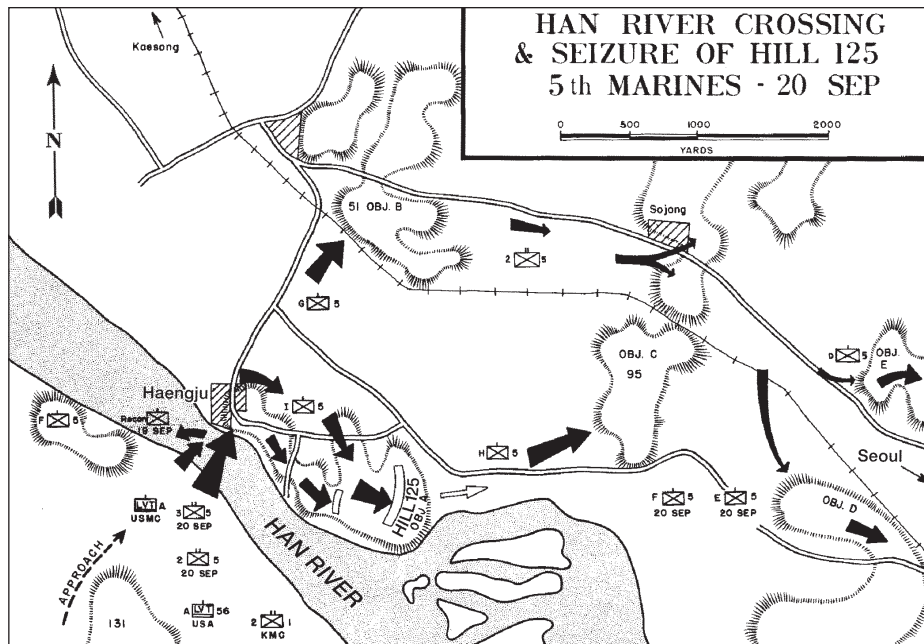 HAN RIVER CROSSING
& SEIZURE OF HILL 125
5th MARINES - 20 SEP
0 500 1000 2000
YARDS
Kaesong
N
51 OBJ. B
Sojong
2 5
G 5
OBJ. C
95
D 5
OBJ.
E
Haengju
I 5
F 5
Recon
19 SEP
H 5
Seoul
HILL 125
OBJ. A
F 5
20 SEP
E 5
20 SEP
OBJ. D
LVT A
USMC
3 5
20 SEP
HAN RIVER
2 5
20 SEP
APPROACH
131
A LVT 56
USA
2 1
KMC